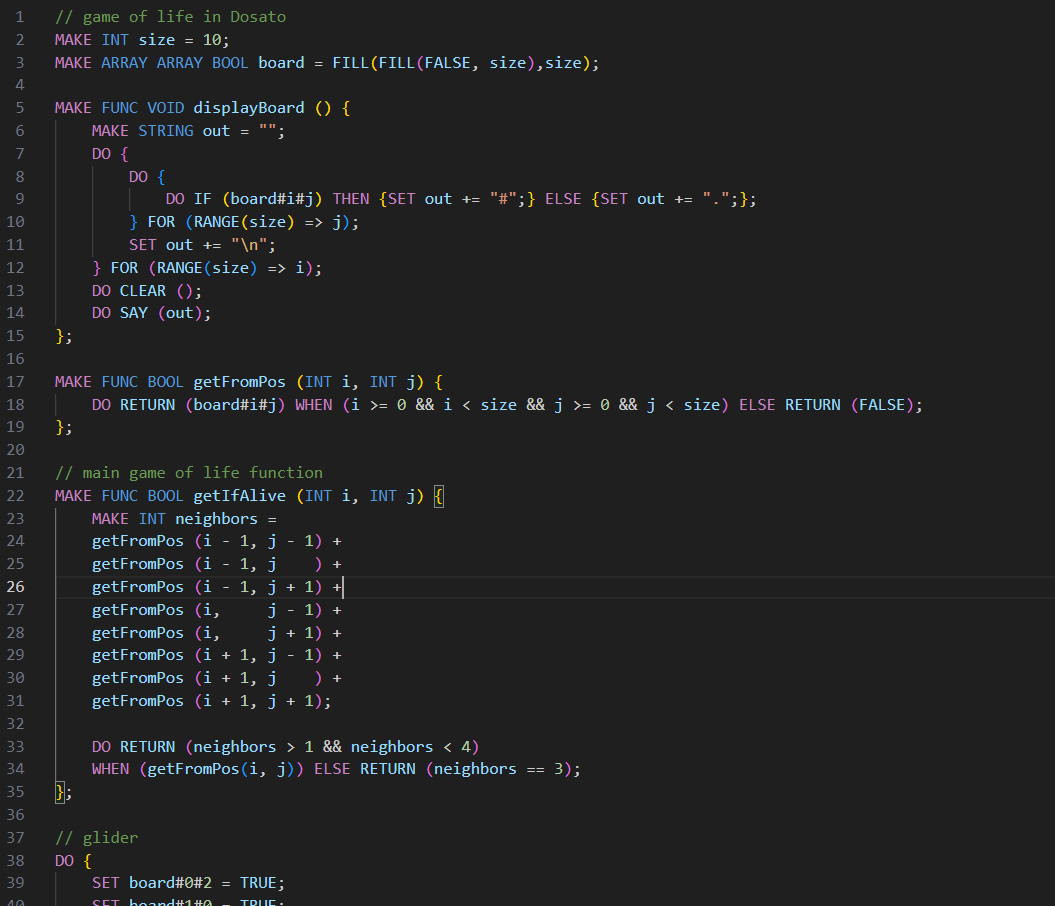 1 // game of life in Dosato
2 MAKE INT size = 10;
3 MAKE ARRAY ARRAY BOOL board = FILL(FILL(FALSE, size),size);
4
5 MAKE FUNC VOID displayBoard () {
6     MAKE STRING out = "";
7     DO {
8         DO {
9             DO IF (board#i#j) THEN {SET out += "#";} ELSE {SET out += ".";};
10         } FOR (RANGE(size) => j);
11         SET out += "\n";
12     } FOR (RANGE(size) => i);
13     DO CLEAR ();
14     DO SAY (out);
15 };
16
17 MAKE FUNC BOOL getFromPos (INT i, INT j) {
18     DO RETURN (board#i#j) WHEN (i >= 0 && i < size && j >= 0 && j < size) ELSE RETURN (FALSE);
19 };
20
21 // main game of life function
22 MAKE FUNC BOOL getIfAlive (INT i, INT j) {
23     MAKE INT neighbors =
24     getFromPos (i - 1, j - 1) +
25     getFromPos (i - 1, j    ) +
26     getFromPos (i - 1, j + 1) +
27     getFromPos (i,     j - 1) +
28     getFromPos (i,     j + 1) +
29     getFromPos (i + 1, j - 1) +
30     getFromPos (i + 1, j    ) +
31     getFromPos (i + 1, j + 1);
32
33     DO RETURN (neighbors > 1 && neighbors < 4)
34     WHEN (getFromPos(i, j)) ELSE RETURN (neighbors == 3);
35 };
36
37 // glider
38 DO {
39     SET board#0#2 = TRUE;
40     SET board#1#0 = TRUE;